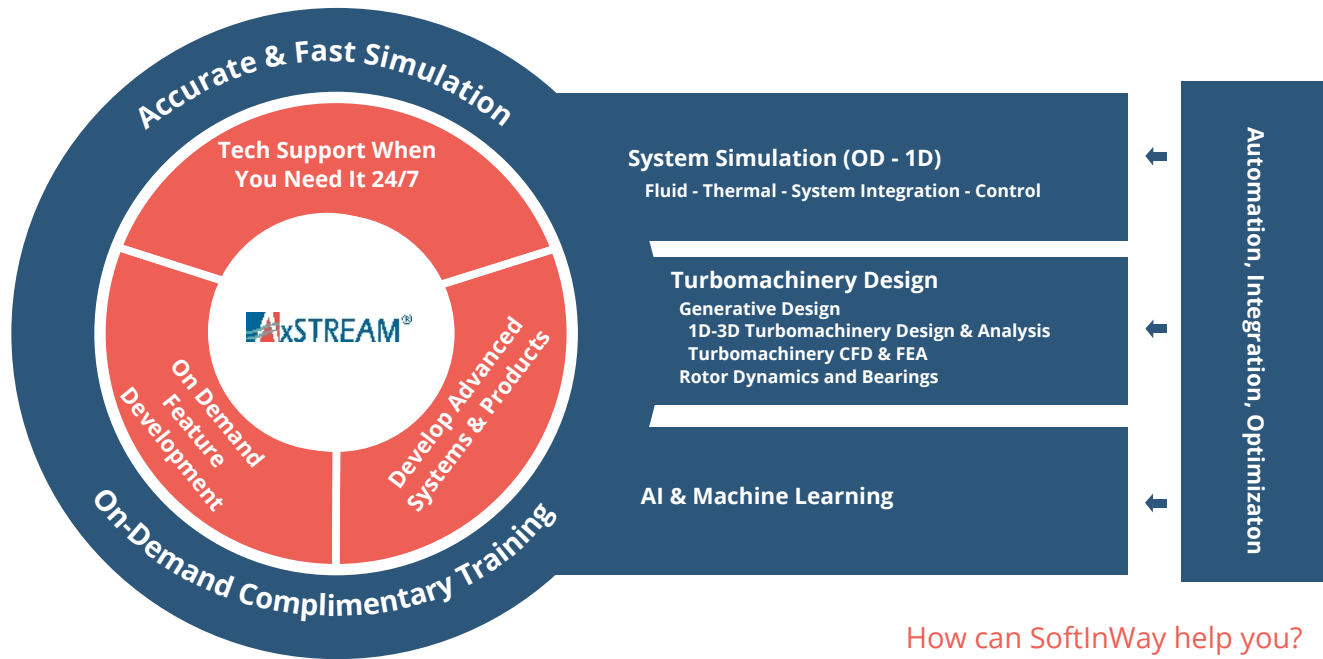 Accurate & Fast Simulation
Tech Support When
You Need It 24/7
AxSTREAM®
On Demand
Feature
Development
Develop Advanced
Systems & Products
On-Demand Complimentary Training
System Simulation (OD - 1D)
Fluid - Thermal - System Integration - Control
Turbomachinery Design
Generative Design
1D-3D Turbomachinery Design & Analysis
Turbomachinery CFD & FEA
Rotor Dynamics and Bearings
AI & Machine Learning
Automation, Integration, Optimizaton
How can SoftInWay help you?